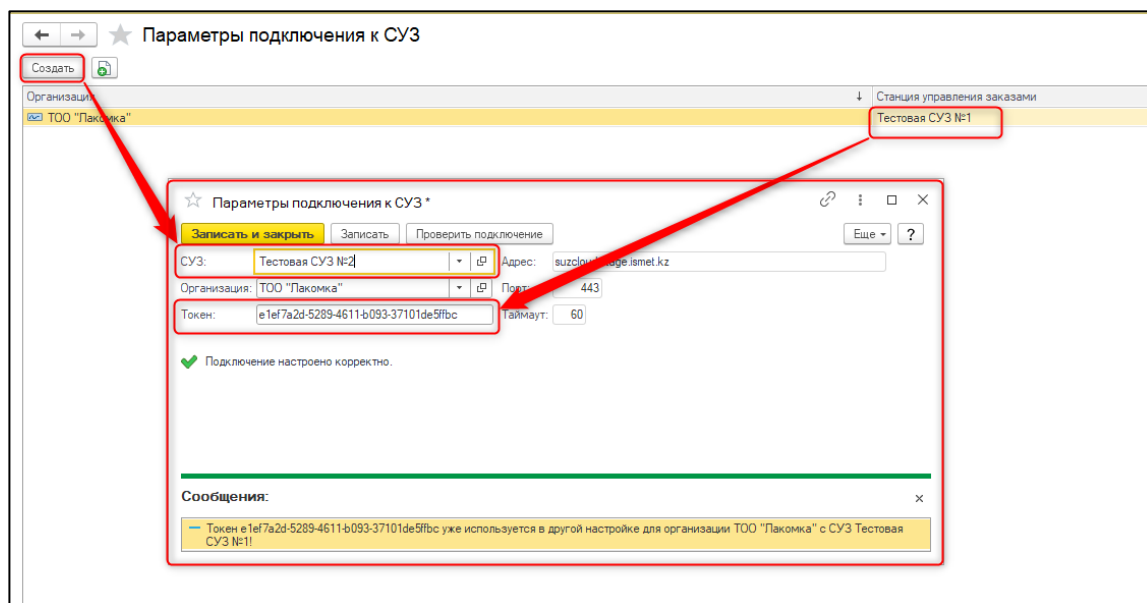 Параметры подключения к СУЗ
Создать
Организация ↓ Станция управления заказами
ТОО "Лакомка" Тестовая СУЗ №1
Параметры подключения к СУЗ *
Записать и закрыть Записать Проверить подключение Еще ?
СУЗ: Тестовая СУЗ №2 Адрес: ismet.kz
Организация: ТОО "Лакомка" Порт: 443
Токен: e1ef7a2d-5289-4611-b093-37101de5ffbc Таймаут: 60
Подключение настроено корректно.
Сообщения:
Токен e1ef7a2d-5289-4611-b093-37101de5ffbc уже используется в другой настройке для организации ТОО "Лакомка" с СУЗ Тестовая
СУЗ №1!